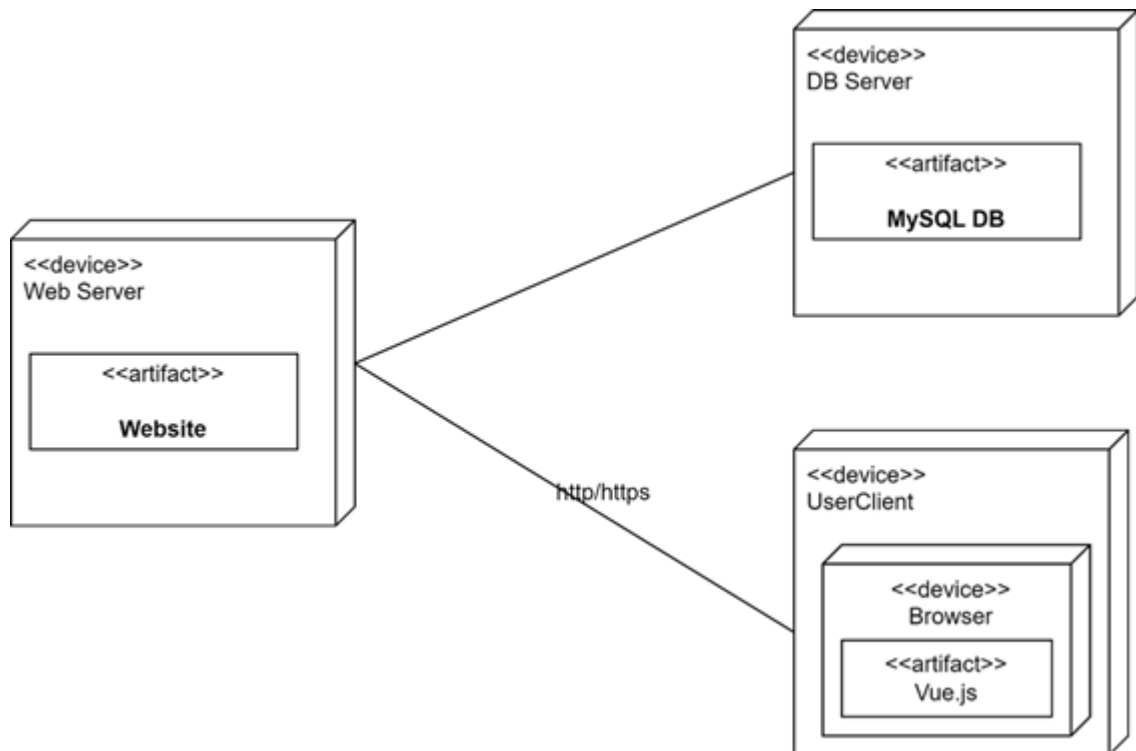 <<device>>
DB Server
<<artifact>>
MySQL DB
<<device>>
Web Server
<<artifact>>
Website
http/https
<<device>>
UserClient
<<device>>
Browser
<<artifact>>
Vue.js